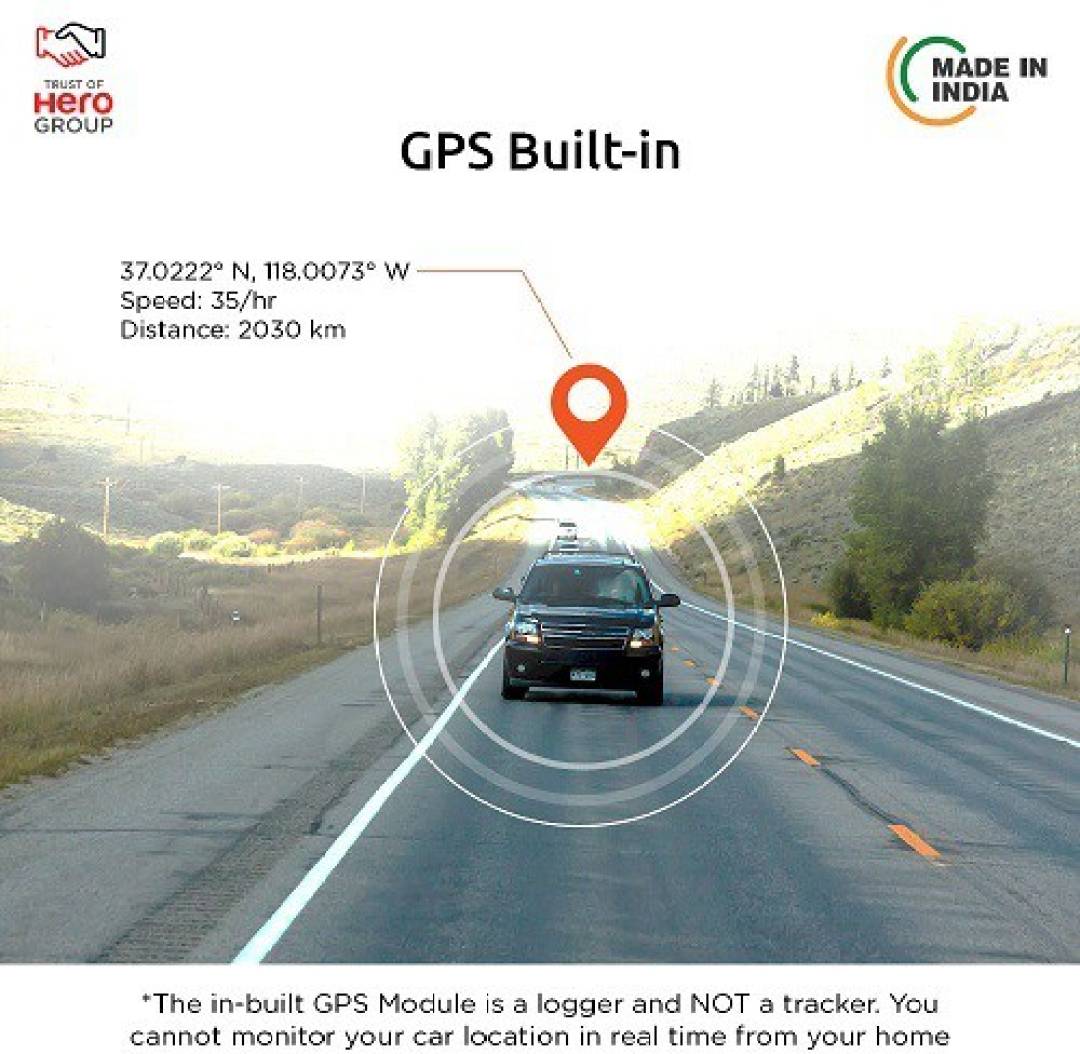 TRUST OF
Hero
GROUP
MADE IN
INDIA
GPS Built-in
37.0222° N, 118.0073° W
Speed: 35/hr
Distance: 2030 km
*The in-built GPS Module is a logger and NOT a tracker. You
cannot monitor your car location in real time from your home